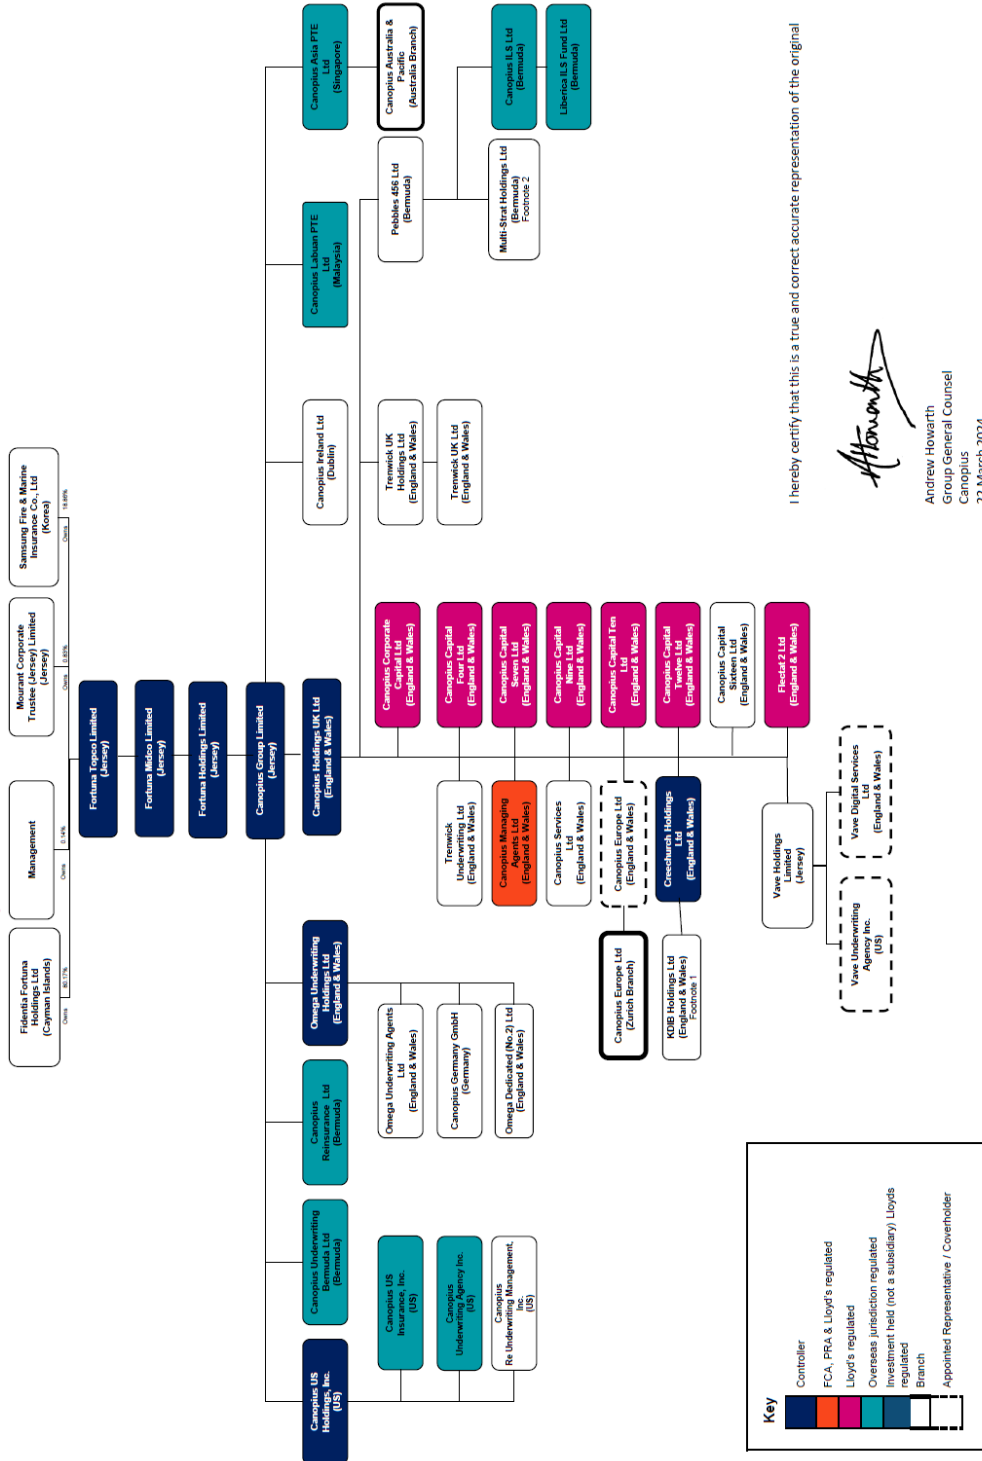 Fidentia Fortuna
Holdings Ltd
(Cayman Islands)
Management
Mourant Corporate
Trustee (Jersey) Limited
(Jersey)
Samsung Fire & Marine
Insurance Co., Ltd
(Korea)
Owns 80.17%
Owns 0.14%
Owns 0.83%
Owns 18.86%
Fortuna Topco Limited
(Jersey)
Fortuna Midco Limited
(Jersey)
Fortuna Holdings Limited
(Jersey)
Canopius Group Limited
(Jersey)
Canopius US
Holdings, Inc.
(US)
Canopius Underwriting
Bermuda Ltd
(Bermuda)
Canopius
Reinsurance Ltd
(Bermuda)
Omega Underwriting
Holdings Ltd
(England & Wales)
Canopius Holdings UK Ltd
(England & Wales)
Canopius Ireland Ltd
(Dublin)
Canopius Labuan PTE
Ltd
(Malaysia)
Canopius Asia PTE
Ltd
(Singapore)
Canopius US
Insurance, Inc.
(US)
Canopius
Underwriting Agency Inc.
(US)
Canopius
Re Underwriting Management,
Inc.
(US)
Omega Underwriting Agents
Ltd
(England & Wales)
Canopius Germany GmbH
(Germany)
Omega Dedicated (No.2) Ltd
(England & Wales)
Canopius Corporate
Capital Ltd
(England & Wales)
Trenwick
Underwriting Ltd
(England & Wales)
Canopius Capital
Four Ltd
(England & Wales)
Canopius Managing
Agents Ltd
(England & Wales)
Canopius Capital
Seven Ltd
(England & Wales)
Canopius Services
Ltd
(England & Wales)
Canopius Capital
Nine Ltd
(England & Wales)
Canopius Europe Ltd
(Zurich Branch)
Canopius Europe Ltd
(England & Wales)
Canopius Capital Ten
Ltd
(England & Wales)
KDIB Holdings Ltd
(England & Wales)
Footnote 1
Creechurch Holdings
Ltd
(England & Wales)
Canopius Capital
Twelve Ltd
(England & Wales)
Canopius Capital
Sixteen Ltd
(England & Wales)
Flectat 2 Ltd
(England & Wales)
Vave Holdings
Limited
(Jersey)
Vave Underwriting
Agency Inc.
(US)
Vave Digital Services
Ltd
(England & Wales)
Trenwick UK
Holdings Ltd
(England & Wales)
Trenwick UK Ltd
(England & Wales)
Pebbles 456 Ltd
(Bermuda)
Canopius Australia &
Pacific
(Australia Branch)
Multi-Strat Holdings Ltd
(Bermuda)
Footnote 2
Canopius ILS Ltd
(Bermuda)
Liberica ILS Fund Ltd
(Bermuda)
Key
Controller
FCA, PRA & Lloyd's regulated
Lloyd's regulated
Overseas jurisdiction regulated
Investment held (not a subsidiary) Lloyds
regulated
Branch
Appointed Representative / Coverholder
I hereby certify that this is a true and correct accurate representation of the original
Andrew Howarth
Group General Counsel
Canopius
22 March 2024